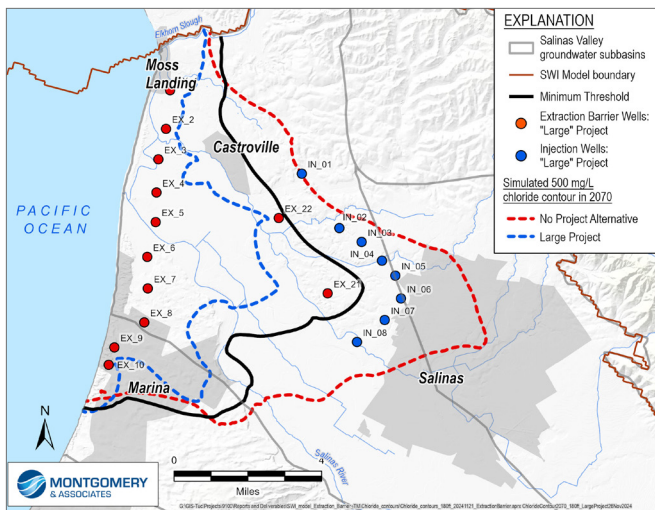 Elkhorn Slough
Moss
Landing
EX_2
Castroville
EX_3
IN_01
EX_4
PACIFIC
OCEAN
EX_5
EX_22
IN_02
IN_03
EX_6
IN_04
IN_05
EX_7
EX_21
IN_06
EX_8
IN_07
EX_9
IN_08
EX_10
Marina
Salinas
N
Salinas
River
0
4
Miles
MONTGOMERY
& ASSOCIATES
EXPLANATION
Salinas Valley
groundwater subbasins
SWI Model boundary
Minimum Threshold
Extraction Barrier Wells:
"Large" Project
Injection Wells:
"Large" Project
Simulated 500 mg/L
chloride contour in 2070
No Project Alternative
Large Project